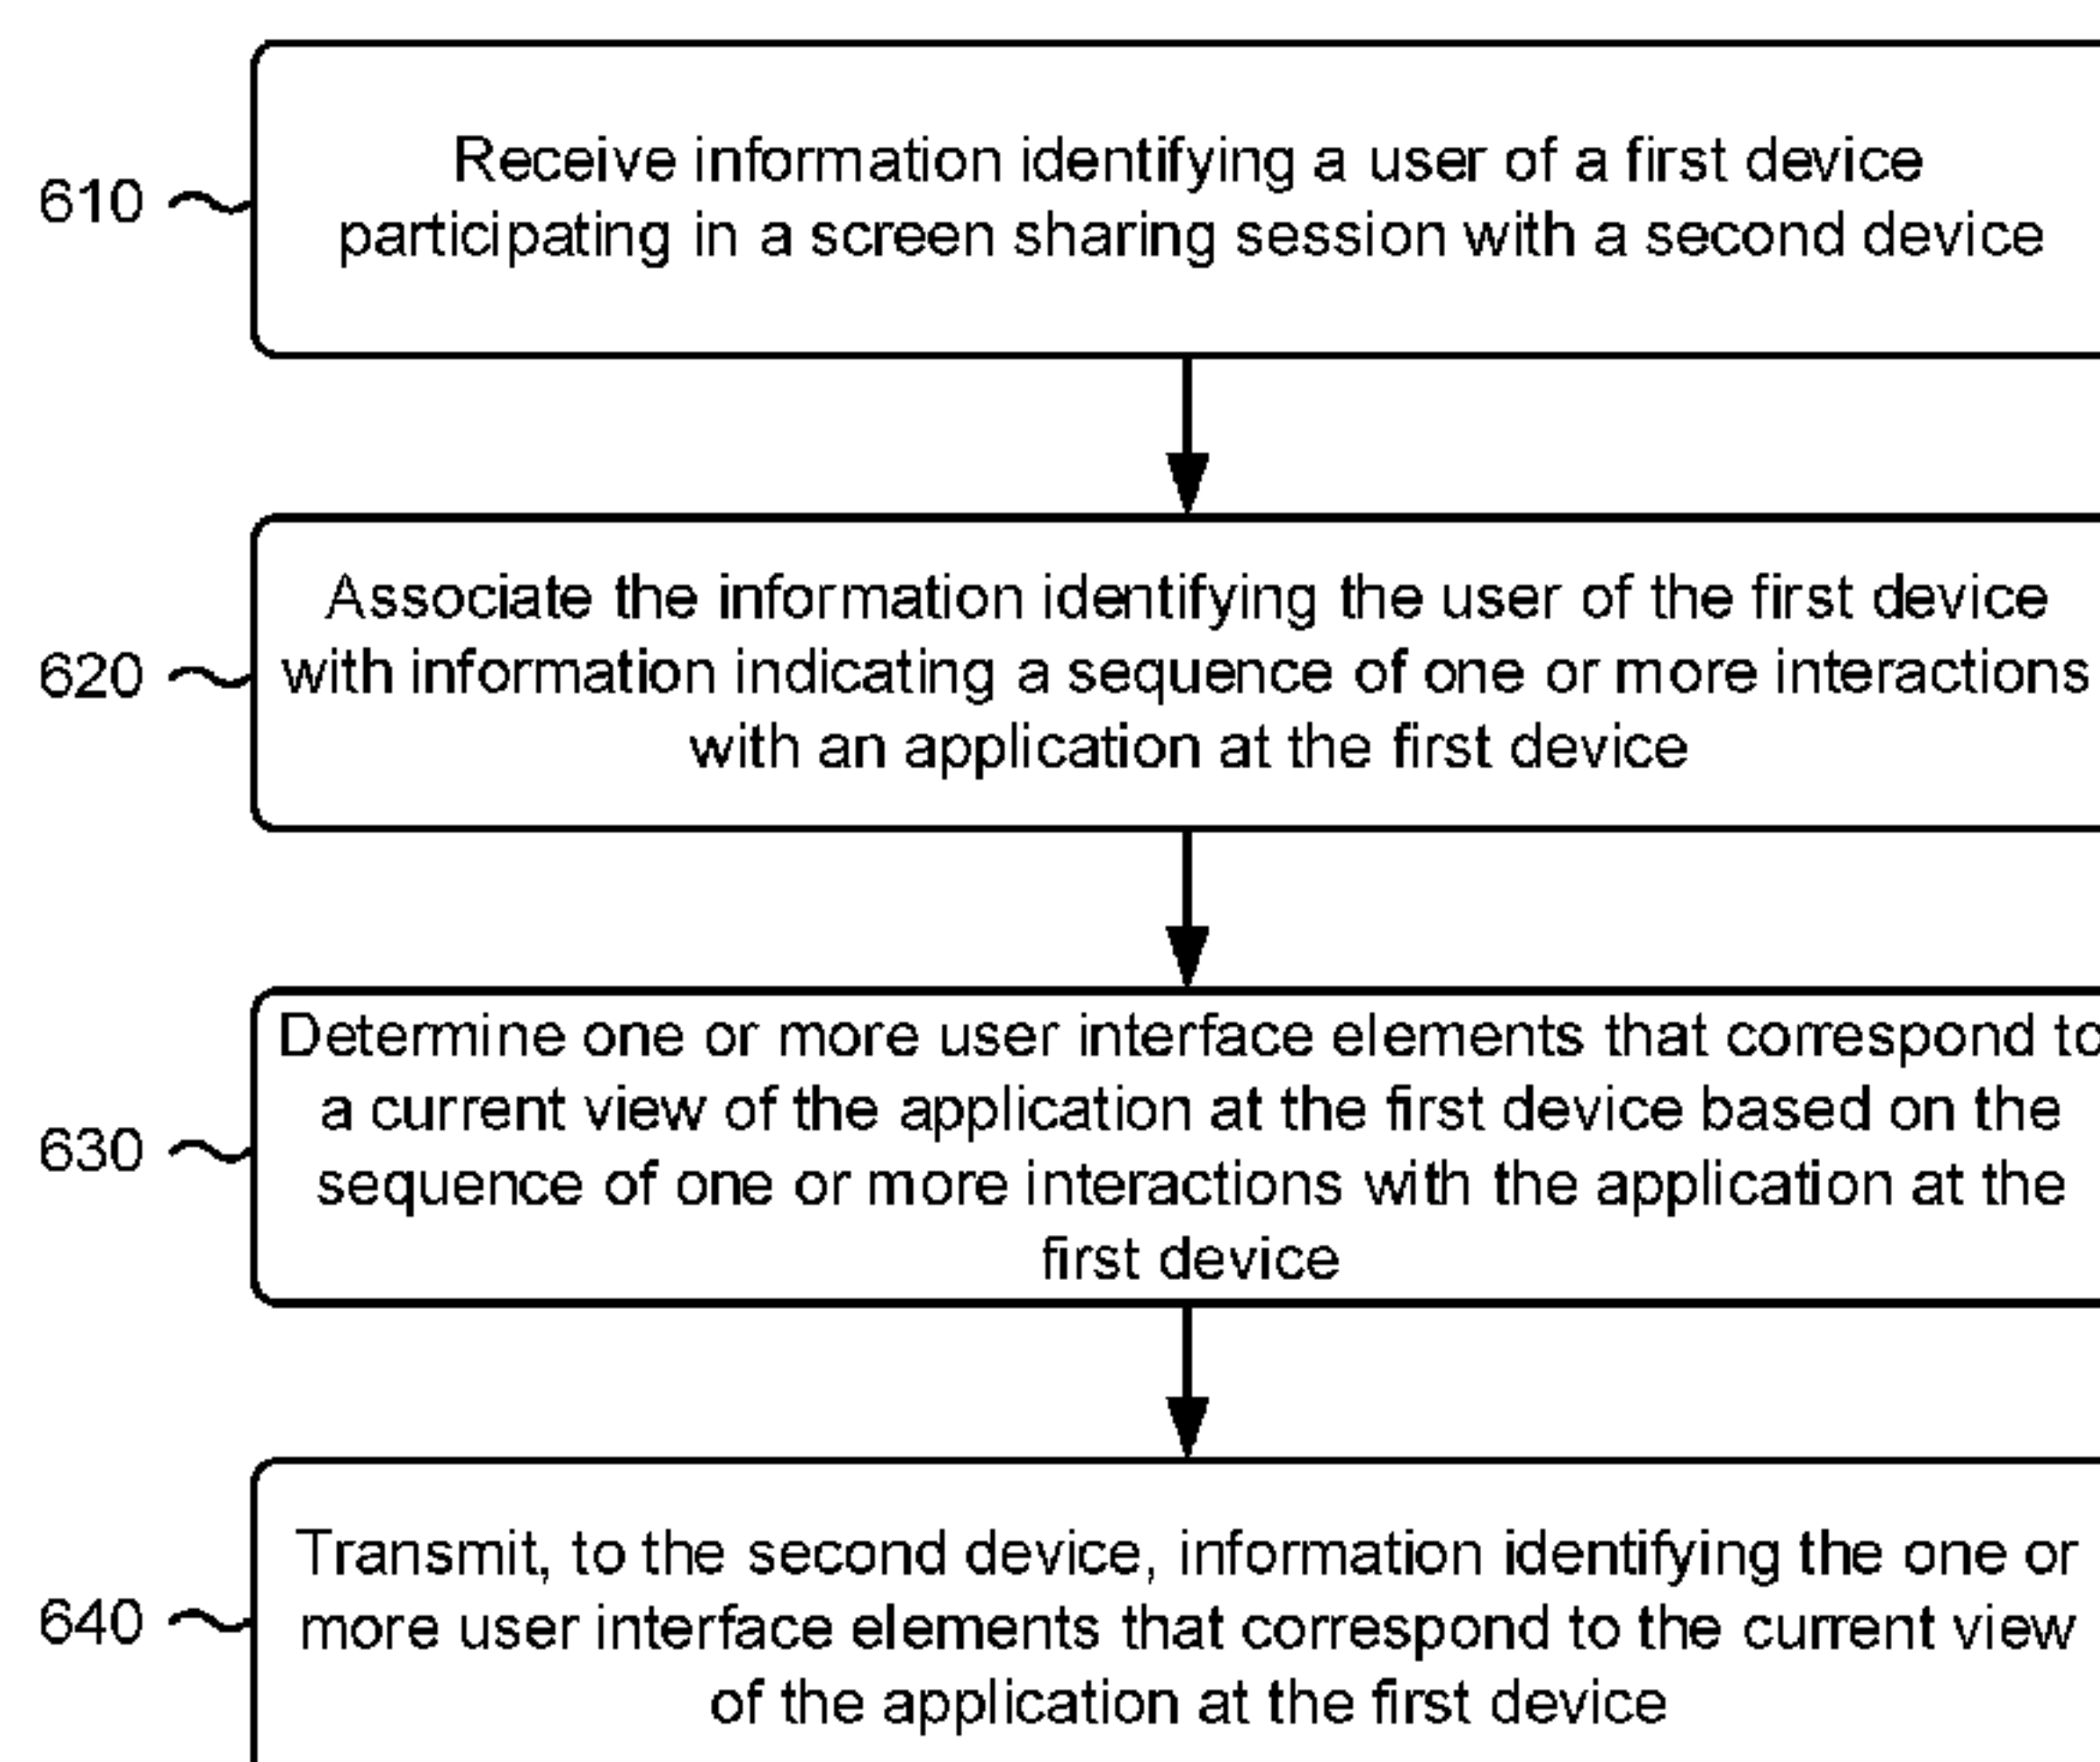 Receive information identifying a user of a first device
610
participating in a screen sharing session with a second device
Associate the information identifying the user of the first device
620
with information indicating a sequence of one or more interactions
with an application at the first device
Determine one or more user interface elements that correspond to
a current view of the application at the first device based on the
630
sequence of one or more interactions with the application at the
first device
Transmit, to the second device, information identifying the one or
640
more user interface elements that correspond to the current view
of the application at the first device